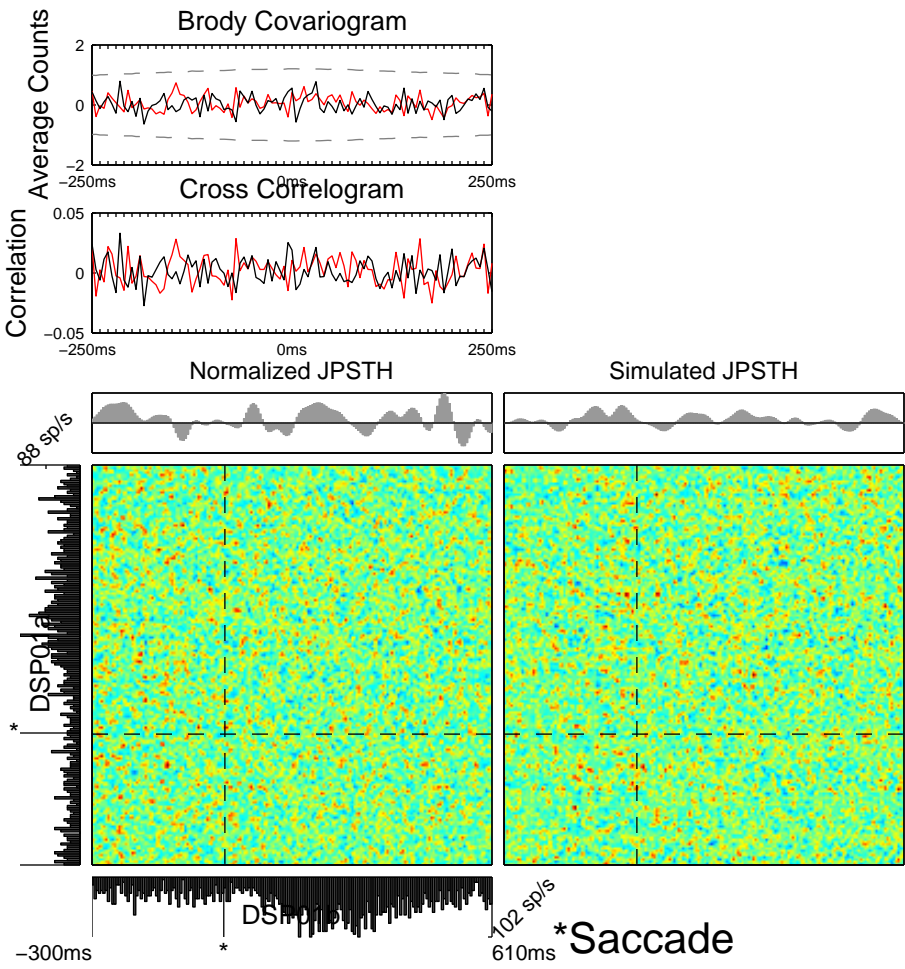 Brody Covariogram
Average Counts
2
0
−2
−250ms
0ms
250ms
Cross Correlogram
Correlation
0.05
0
−0.05
−250ms
0ms
250ms
Normalized JPSTH
Simulated JPSTH
88 sp/s
DSP01a
*
DSP01b
102 sp/s
−300ms
*
610ms
*Saccade